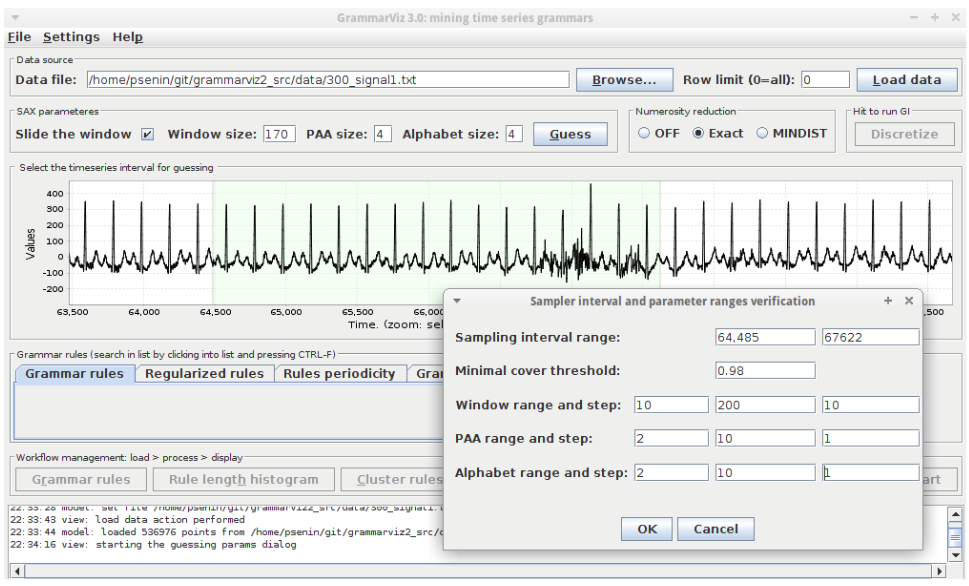 GrammarViz 3.0: mining time series grammars
File Settings Help
Data source
Data file: /home/psenin/git/grammarviz2_src/data/300_signal1.txt Browse... Row limit (0=all): 0 Load data
SAX parameteres Numerosity reduction Hit to run GI
Slide the window Window size: 170 PAA size: 4 Alphabet size: 4 Guess OFF Exact MINDIST Discretize
Select the timeseries interval for guessing
Values
400
300
200
100
0
-100
-200
63,500 64,000 64,500 65,000 65,500 66,000 ,500
Time. (zoom: sel
Sampler interval and parameter ranges verification
Sampling interval range: 64,485 67622
Minimal cover threshold: 0.98
Window range and step: 10 200 10
PAA range and step: 2 10 1
Alphabet range and step: 2 10 1
OK Cancel
Grammar rules (search in list by clicking into list and pressing CTRL-F)
Grammar rules Regularized rules Rules periodicity Gra
Workflow management: load > process > display
Grammar rules Rule length histogram Cluster rules art
22:33:28 model: set file /home/psenin/git/grammarviz2_src/data/300_signal1.t
22:33:43 view: load data action performed
22:33:44 model: loaded 536976 points from /home/psenin/git/grammarviz2_src/d
22:34:16 view: starting the guessing params dialog